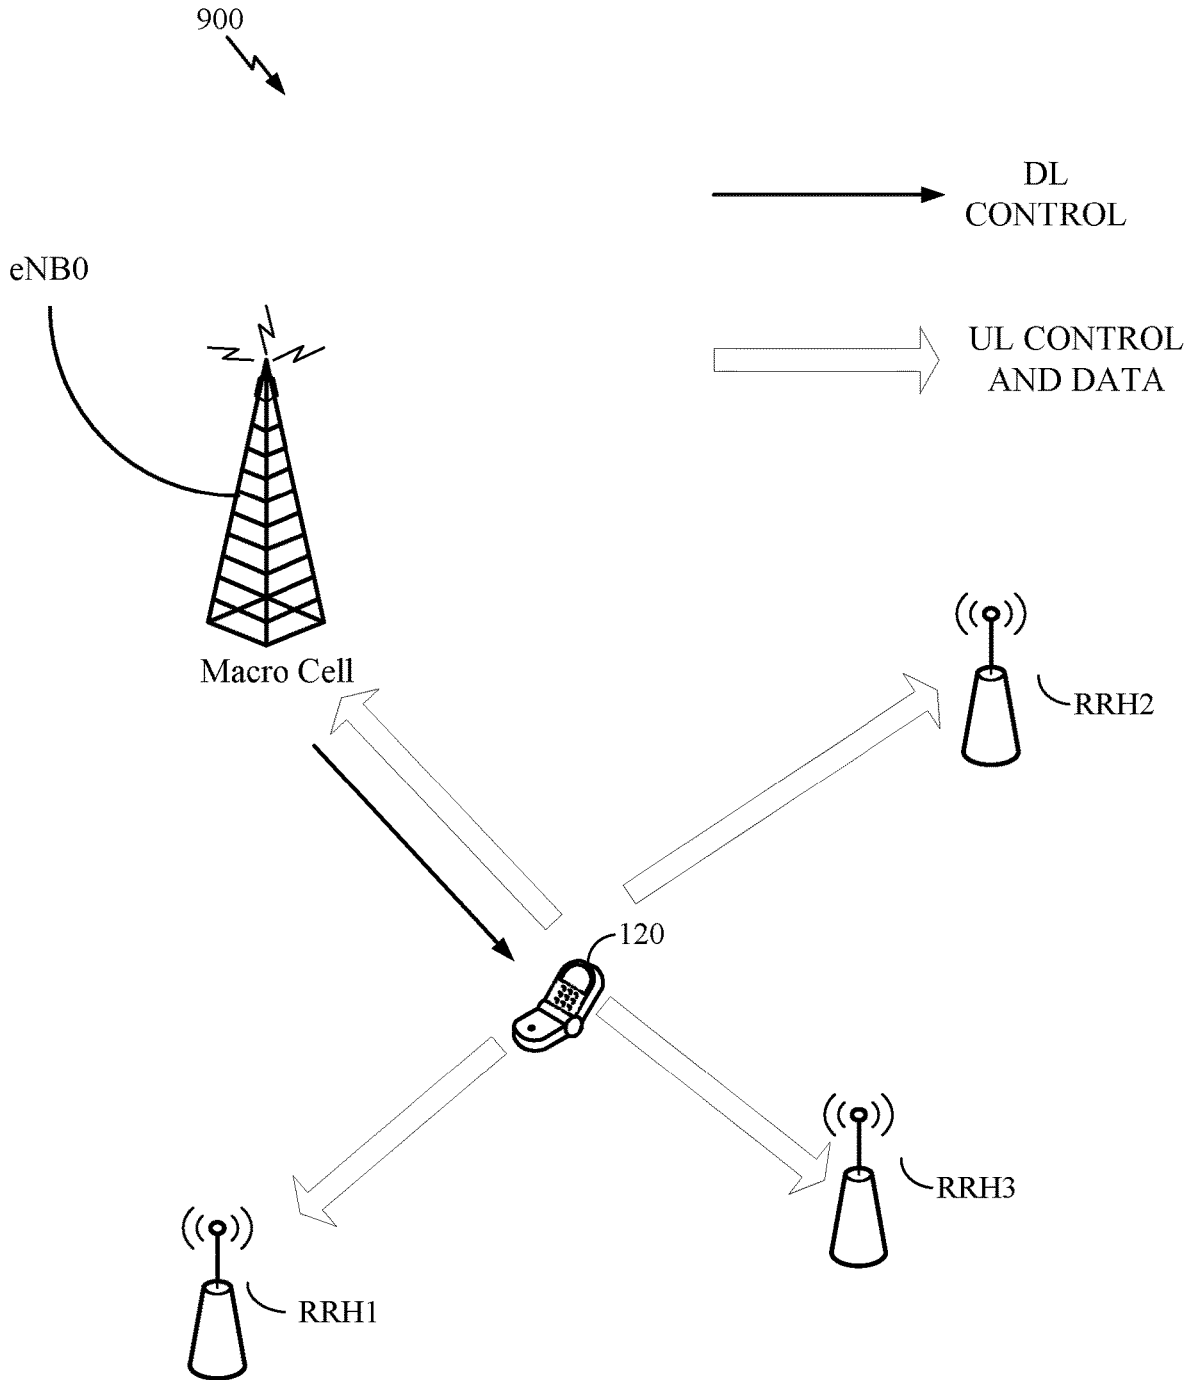 900
DL
CONTROL
eNB0
UL CONTROL
AND DATA
Macro Cell
RRH2
120
RRH3
RRH1